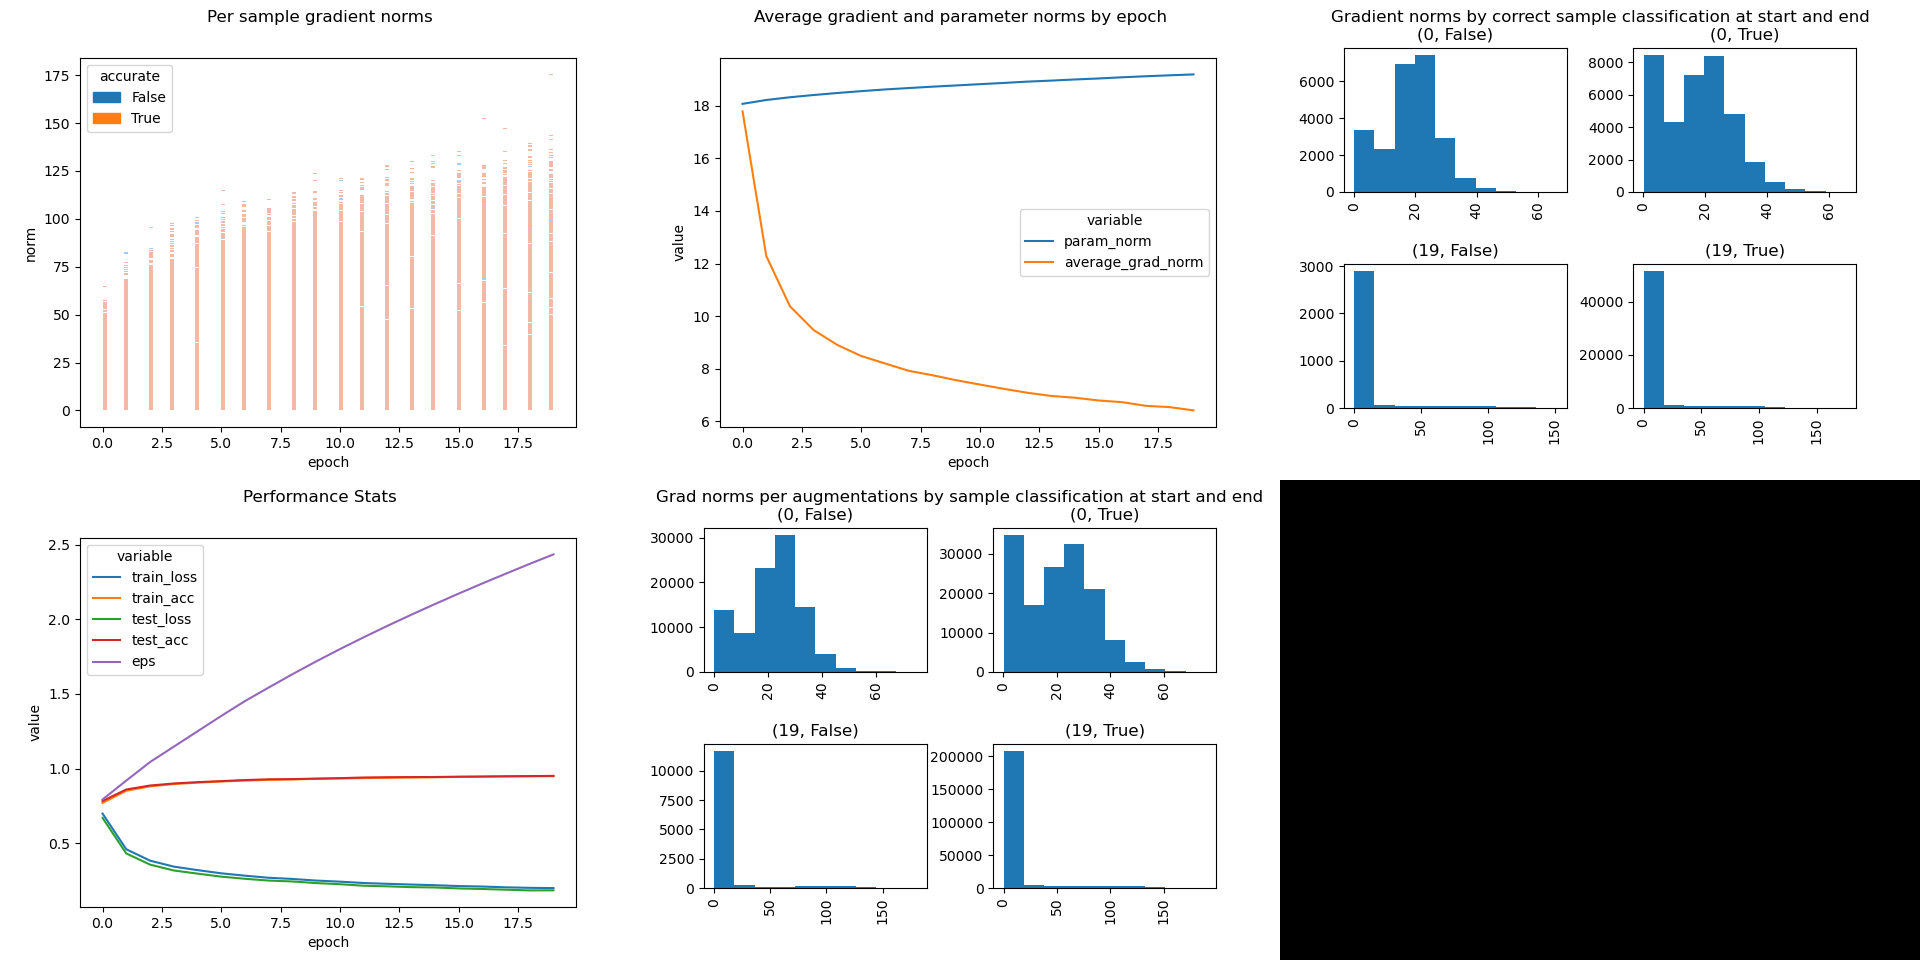 Per sample gradient norms
175
150
125
100
75
50
25
0
norm
accurate
False
True
0.0 2.5 5.0 7.5 10.0 12.5 15.0 17.5
epoch
Average gradient and parameter norms by epoch
18
16
14
12
10
8
6
value
variable
param_norm
average_grad_norm
0.0 2.5 5.0 7.5 10.0 12.5 15.0 17.5
epoch
Gradient norms by correct sample classification at start and end
(0, False)
6000
4000
2000
0
0 20 40 60
(0, True)
8000
6000
4000
2000
0
0 20 40 60
(19, False)
3000
2000
1000
0
0 50 100 150
(19, True)
40000
20000
0
0 50 100 150
Performance Stats
2.5
2.0
1.5
1.0
0.5
value
variable
train_loss
train_acc
test_loss
test_acc
eps
0.0 2.5 5.0 7.5 10.0 12.5 15.0 17.5
epoch
Grad norms per augmentations by sample classification at start and end
(0, False)
30000
20000
10000
0
0 20 40 60
(0, True)
30000
20000
10000
0
0 20 40 60
(19, False)
10000
7500
5000
2500
0
0 50 100 150
(19, True)
200000
150000
100000
50000
0
0 50 100 150